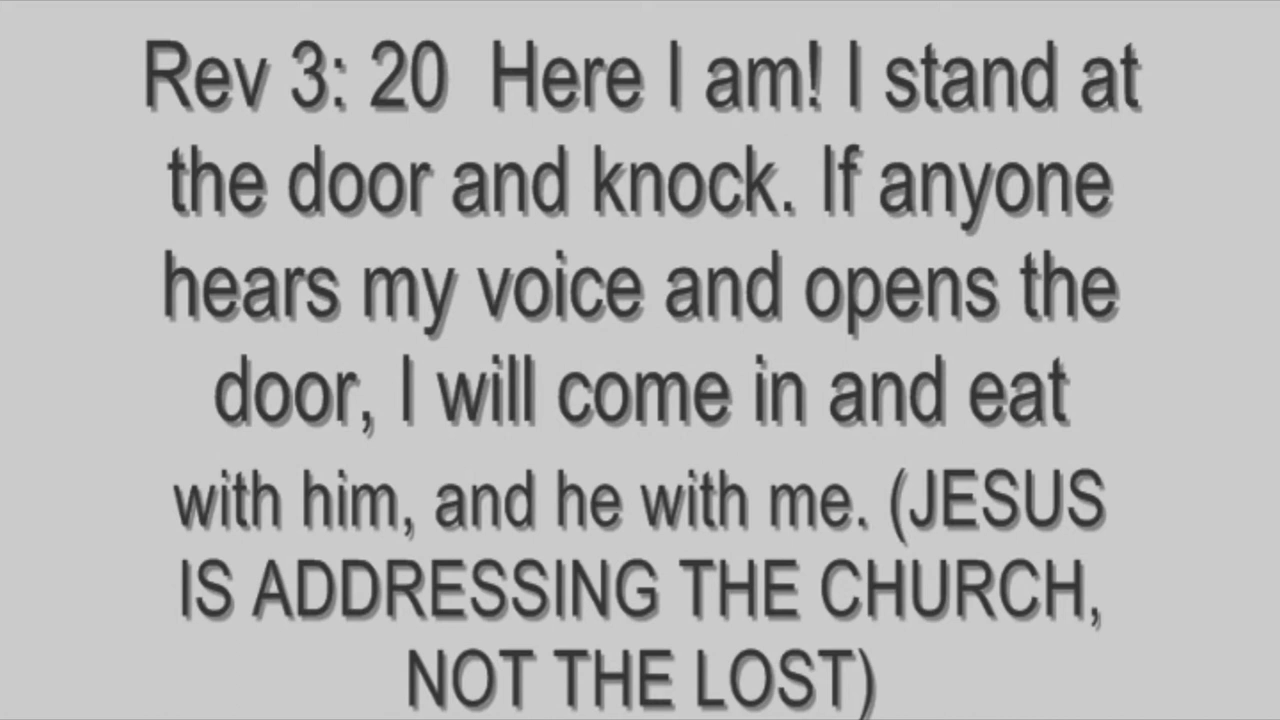 Rev 3: 20  Here I am! I stand at
the door and knock. If anyone
hears my voice and opens the
door, I will come in and eat
with him, and he with me. (JESUS
IS ADDRESSING THE CHURCH,
NOT THE LOST)